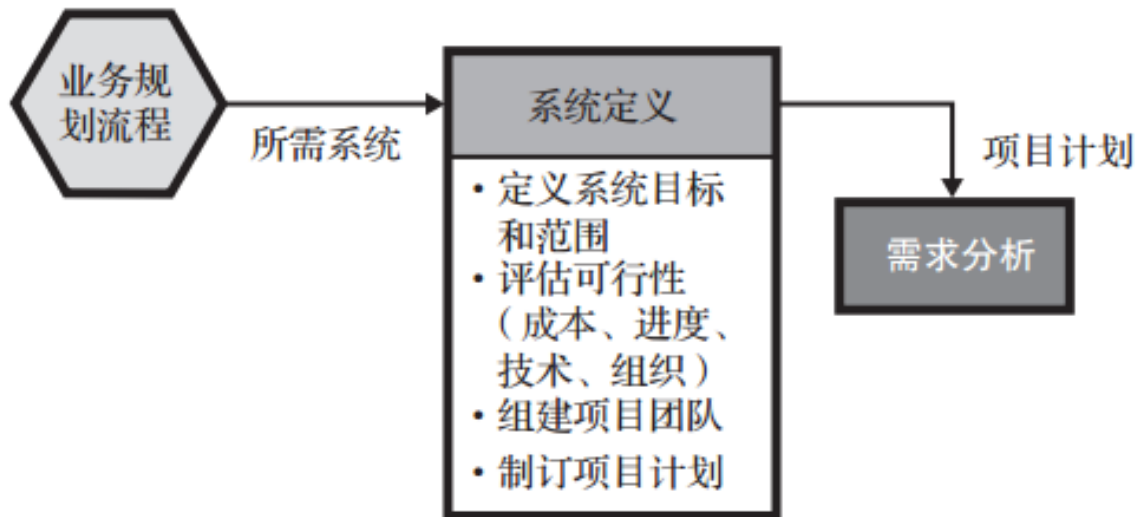 业务规
划流程
所需系统
系统定义
• 定义系统目标
和范围
• 评估可行性
（成本、进度、
技术、组织）
• 组建项目团队
• 制订项目计划
项目计划
需求分析